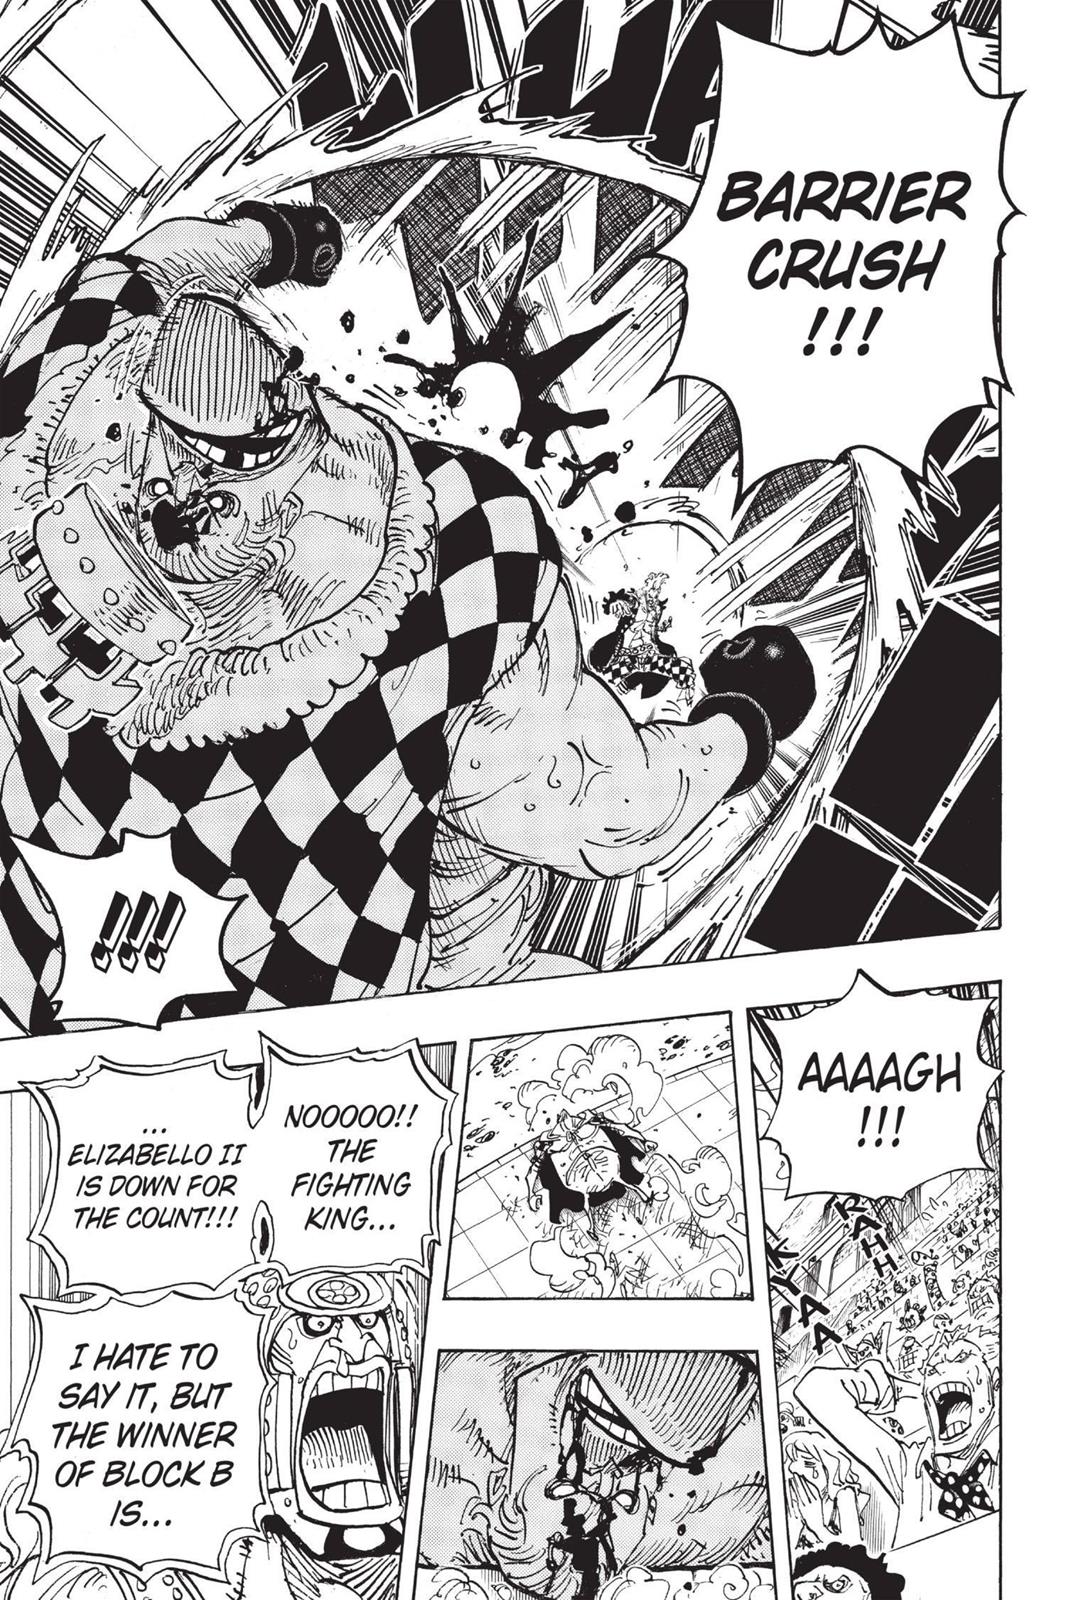 BARRIER
CRUSH
!!!
!!!
AAAAGH
!!!
RAHH
KYAA
NOOOOO!!
THE
FIGHTING
KING...
...
ELIZABELLO II
IS DOWN FOR
THE COUNT!!!
I HATE TO
SAY IT, BUT
THE WINNER
OF BLOCK B
IS...